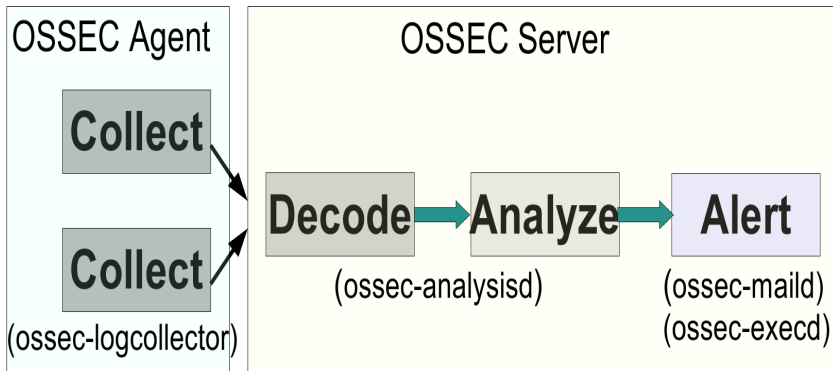 OSSEC Agent
Collect
Collect
(ossec-logcollector)
OSSEC Server
Decode
Analyze
Alert
(ossec-analysisd)
(ossec-maild)
(ossec-execd)